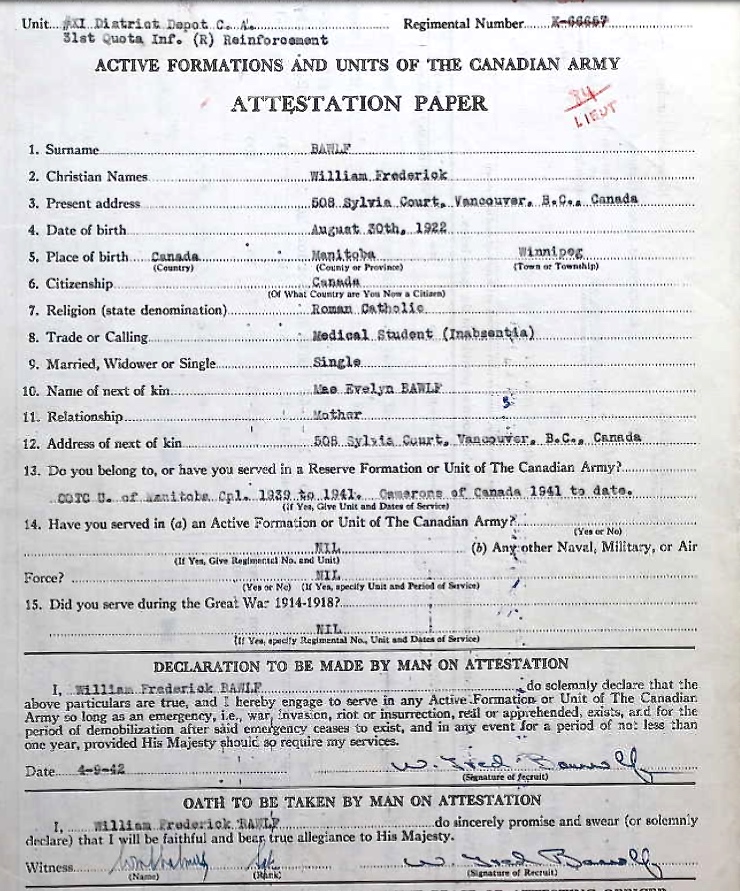 Unit. #XI District Depot C. A. Regimental Number K-66657
31st Quota Inf. (R) Reinforcement
ACTIVE FORMATIONS AND UNITS OF THE CANADIAN ARMY
ATTESTATION PAPER
84
LIEUT
1. Surname BAWLF
2. Christian Names William Frederick
3. Present address 508 Sylvia Court, Vancouver, B.C., Canada
4. Date of birth August 30th, 1922
5. Place of birth Canada Manitoba Winnipeg
(Country) (County or Province) (Town or Township)
6. Citizenship Canada
(Of What Country are You Now a Citizen)
7. Religion (state denomination) Roman Catholic
8. Trade or Calling Medical Student (Inabsentia)
9. Married, Widower or Single Single
10. Name of next of kin Mae Evelyn BAWLF
11. Relationship Mother
12. Address of next of kin 508 Sylvia Court, Vancouver, B.C., Canada
13. Do you belong to, or have you served in a Reserve Formation or Unit of The Canadian Army?
COTC U. of Manitoba Cpl. 1939 to 1941. Camerons of Canada 1941 to date.
(if Yes, Give Unit and Dates of Service)
14. Have you served in (a) an Active Formation or Unit of The Canadian Army?
(Yes or No)
NIL (b) Any other Naval, Military, or Air
(If Yes, Give Regimental No. and Unit)
Force? NIL
(Yes or No) (If Yes, specify Unit and Period of Service)
15. Did you serve during the Great War 1914-1918?
NIL
(If Yes, specify Regimental No., Unit and Dates of Service)
DECLARATION TO BE MADE BY MAN ON ATTESTATION
I, William Frederick BAWLF do solemnly declare that the
above particulars are true, and I hereby engage to serve in any Active Formation or Unit of The Canadian
Army so long as an emergency, i.e., war, invasion, riot or insurrection, real or apprehended, exists, and for the
period of demobilization after said emergency ceases to exist, and in any event for a period of not less than
one year, provided His Majesty should so require my services.
Date 4-9-42 W. Fred Bawlf
(Signature of recruit)
OATH TO BE TAKEN BY MAN ON ATTESTATION
I, William Frederick BAWLF do sincerely promise and swear (or solemnly
declare) that I will be faithful and bear true allegiance to His Majesty.
Witness W. Fred Bawlf
(Name) (Rank) (Signature of Recruit)